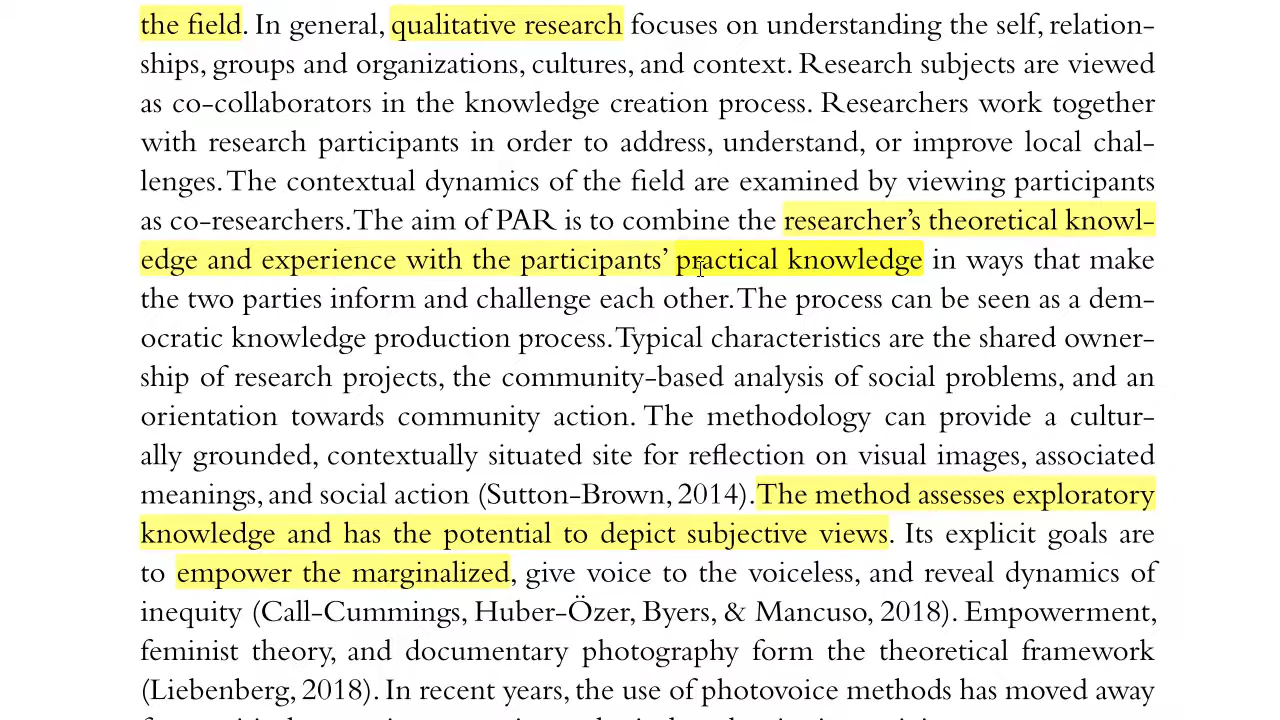 the field. In general, qualitative research focuses on understanding the self, relation-
ships, groups and organizations, cultures, and context. Research subjects are viewed
as co-collaborators in the knowledge creation process. Researchers work together
with research participants in order to address, understand, or improve local chal-
lenges. The contextual dynamics of the field are examined by viewing participants
as co-researchers. The aim of PAR is to combine the researcher’s theoretical knowl-
edge and experience with the participants’ practical knowledge in ways that make
the two parties inform and challenge each other. The process can be seen as a dem-
ocratic knowledge production process. Typical characteristics are the shared owner-
ship of research projects, the community-based analysis of social problems, and an
orientation towards community action. The methodology can provide a cultur-
ally grounded, contextually situated site for reflection on visual images, associated
meanings, and social action (Sutton-Brown, 2014). The method assesses exploratory
knowledge and has the potential to depict subjective views. Its explicit goals are
to empower the marginalized, give voice to the voiceless, and reveal dynamics of
inequity (Call-Cummings, Huber-Özer, Byers, & Mancuso, 2018). Empowerment,
feminist theory, and documentary photography form the theoretical framework
(Liebenberg, 2018). In recent years, the use of photovoice methods has moved away